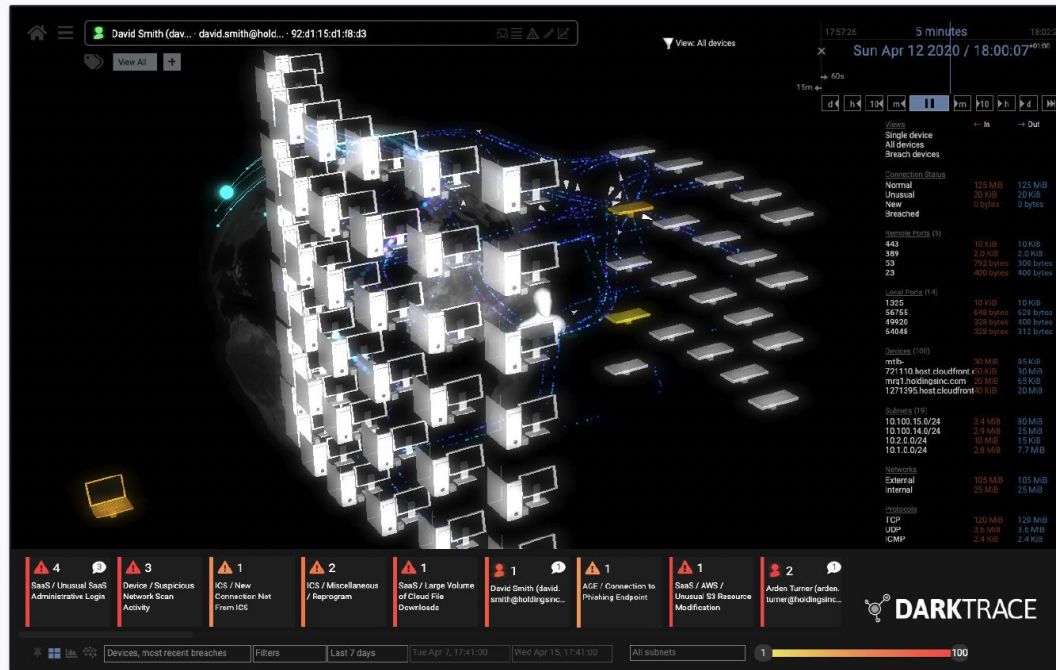 David Smith (dav... · david.smith@hold... · 92:d1:15:d1:f8:d3
View All +
View: All devices
17:57:26 5 minutes 18:02:2
× Sun Apr 12 2020 / 18:00:07 +01:00
→ 60s
15m ←
d h 10 m m 10 h d
Views ← In → Out
Single device
All devices
Breach devices
Connection Status
Normal 125 MiB 125 MiB
Unusual 20 KiB 20 KiB
New 0 bytes 0 bytes
Breached
Remote Ports (3)
443 10 KiB 10 KiB
389 2.0 KiB 2.0 KiB
53 792 bytes 300 bytes
23 400 bytes 400 bytes
Local Ports (14)
1325 10 KiB 10 KiB
56755 648 bytes 628 bytes
49920 328 bytes 400 bytes
64048 328 bytes 312 bytes
Devices (100)
mtlb- 30 MiB 95 KiB
721110.host.cloudfront.c 60 KiB 30 MiB
mrq1.holdingsinc.com 20 MiB 65 KiB
1271395.host.cloudfront 40 KiB 20 MiB
Subnets (19)
10.100.15.0/24 3.4 MiB 80 MiB
10.100.14.0/24 2.9 MiB 25 MiB
10.2.0.0/24 10 MiB 15 KiB
10.1.0.0/24 2.8 MiB 7.7 MiB
Networks
External 105 MiB 105 MiB
Internal 25 MiB 25 MiB
Protocols
TCP 120 MiB 120 MiB
UDP 3.6 MiB 3.6 MiB
ICMP 2.4 KiB 2.4 KiB
4 3
SaaS / Unusual SaaS
Administrative Login
3
Device / Suspicious
Network Scan
Activity
1
ICS / New
Connection Not
From ICS
2
ICS / Miscellaneous
/ Reprogram
1
SaaS / Large Volume
of Cloud File
Downloads
1 1
David Smith (david.
smith@holdingsinc...
1
AGE / Connection to
Phishing Endpoint
1
SaaS / AWS /
Unusual S3 Resource
Modification
2 1
Arden Turner (arden.
turner@holdingsinc...
DARKTRACE
Devices, most recent breaches Filters Last 7 days Tue Apr 7, 17:41:00 Wed Apr 15, 17:41:00 All subnets 1 100